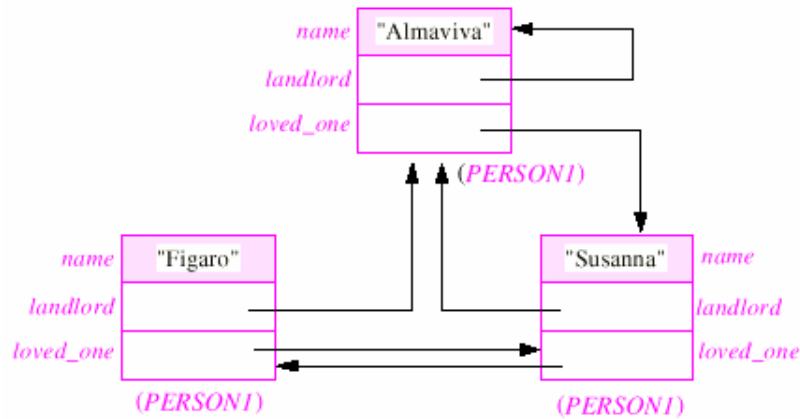 name "Almaviva"
landlord
loved_one
(PERSON1)
name "Figaro" "Susanna" name
landlord landlord
loved_one loved_one
(PERSON1) (PERSON1)